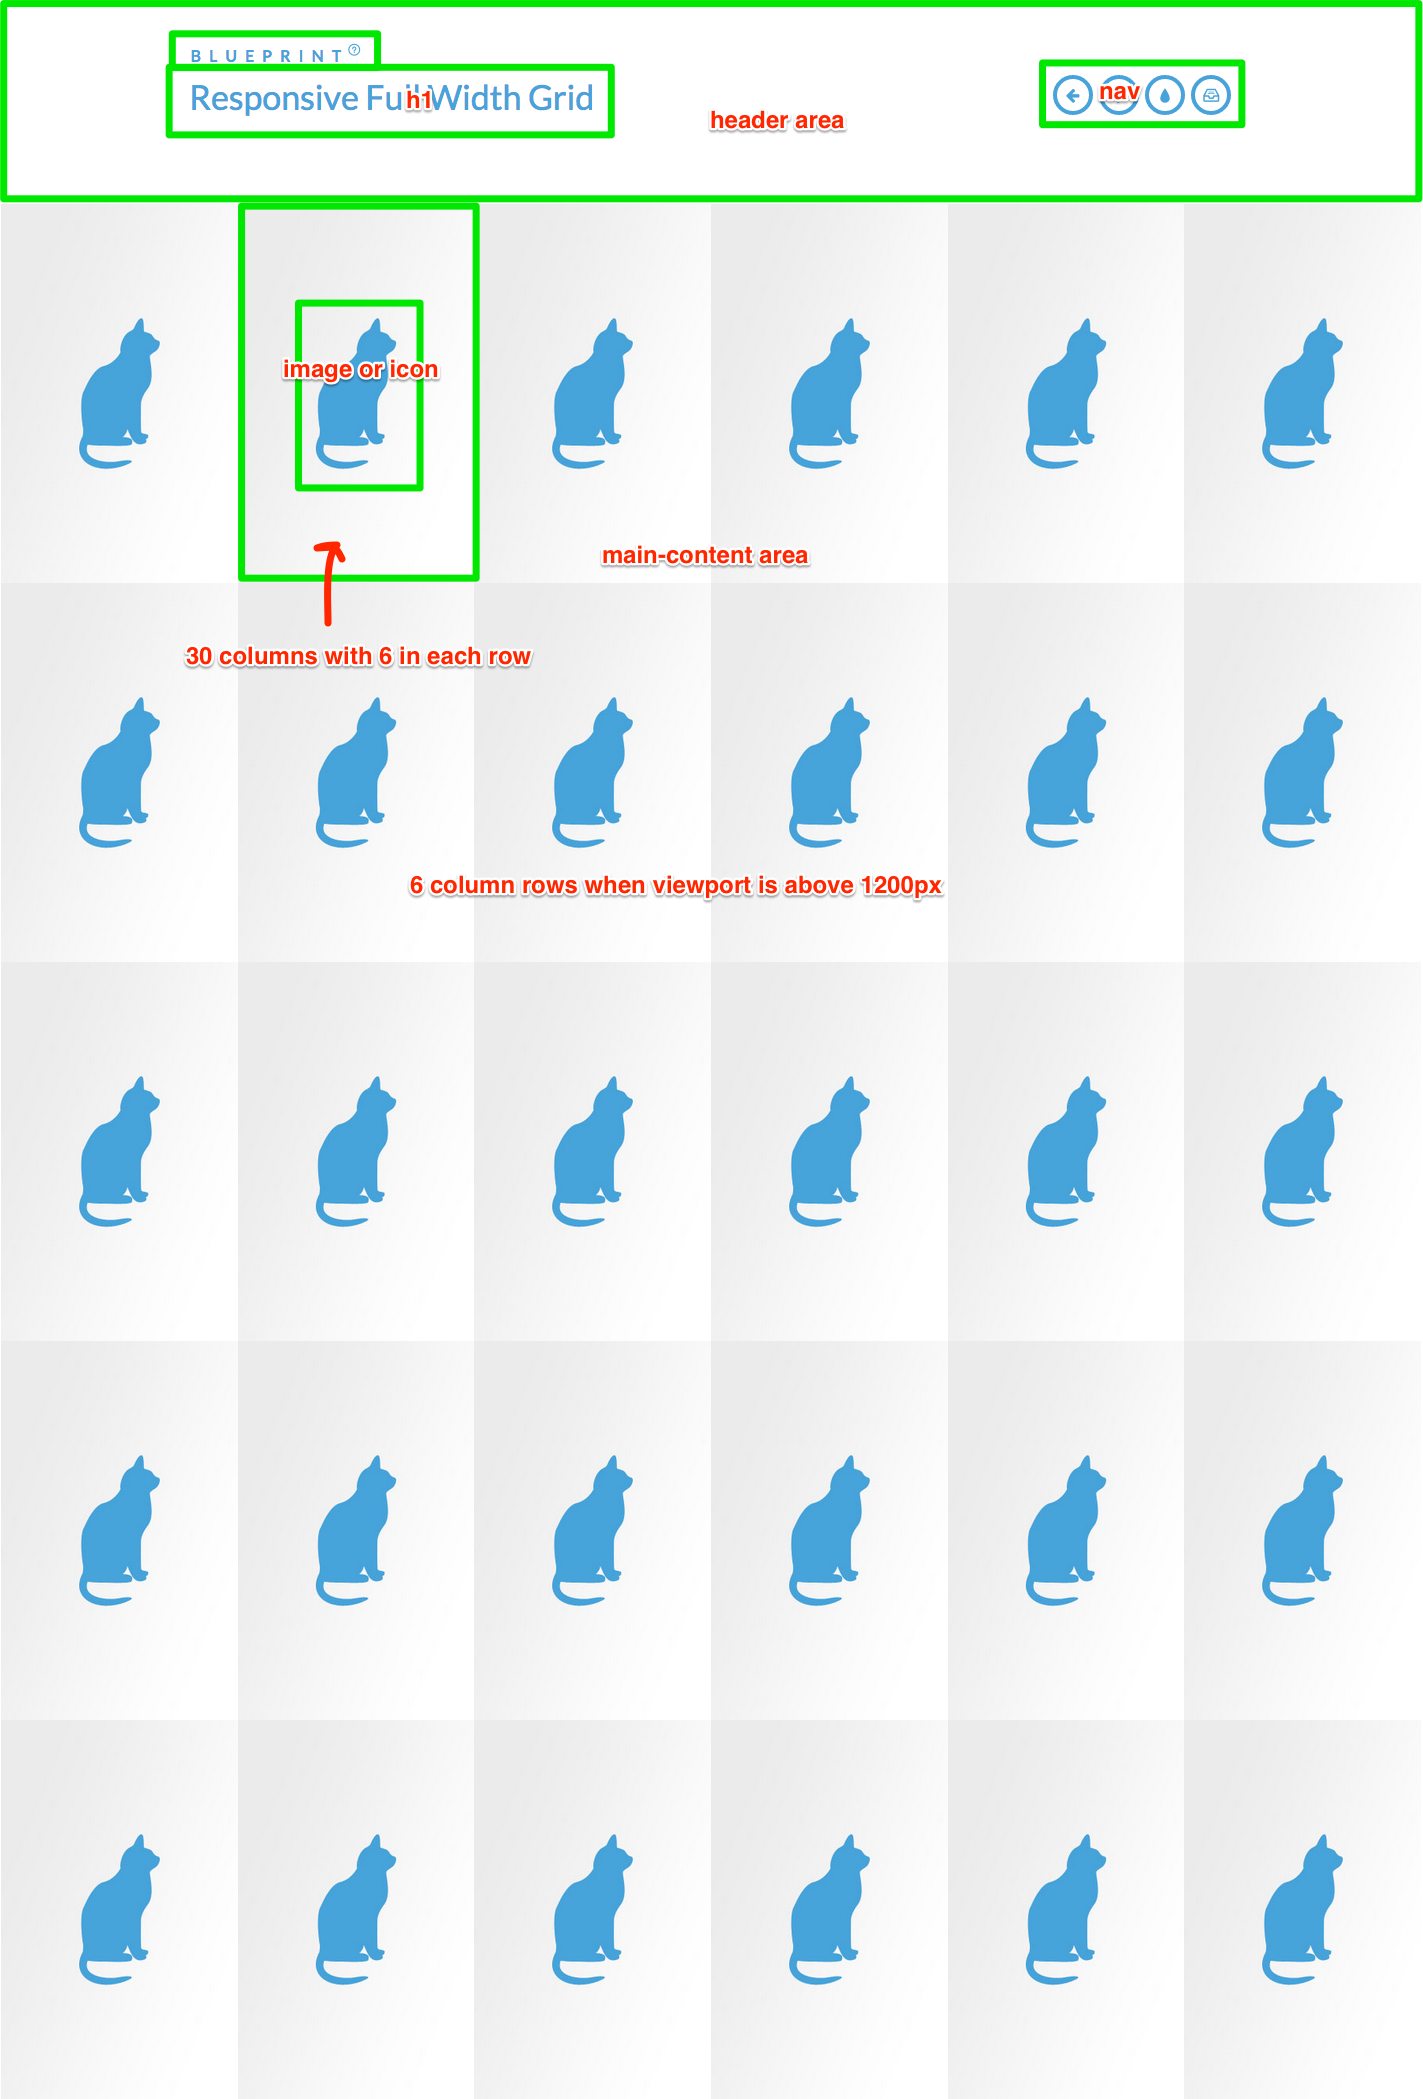 BLUEPRINT
Responsive Full Width Grid
h1
nav
header area
image or icon
main-content area
30 columns with 6 in each row
6 column rows when viewport is above 1200px